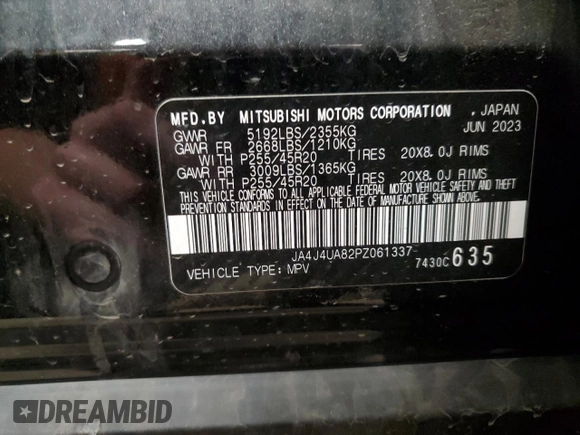 MFD.BY MITSUBISHI MOTORS CORPORATION , JAPAN
GWWR 5192LBS/2355KG JUN 2023
GAWR FR 2668LBS/1210KG
WITH P255/45R20 TIRES 20X8.0J RIMS
GAWR RR 3009LBS/1365KG
WITH P255/45R20 TIRES 20X8.0J RIMS
THIS VEHICLE CONFORMS TO ALL APPLICABLE FEDERAL MOTOR VEHICLE SAFETY AND THEFT
PREVENTION STANDARDS IN EFFECT ON THE DATE OF MANUFACTURE SHOWN ABOVE.
JA4J4UA82PZ061337
VEHICLE TYPE: MPV 7430C635
DREAMBID